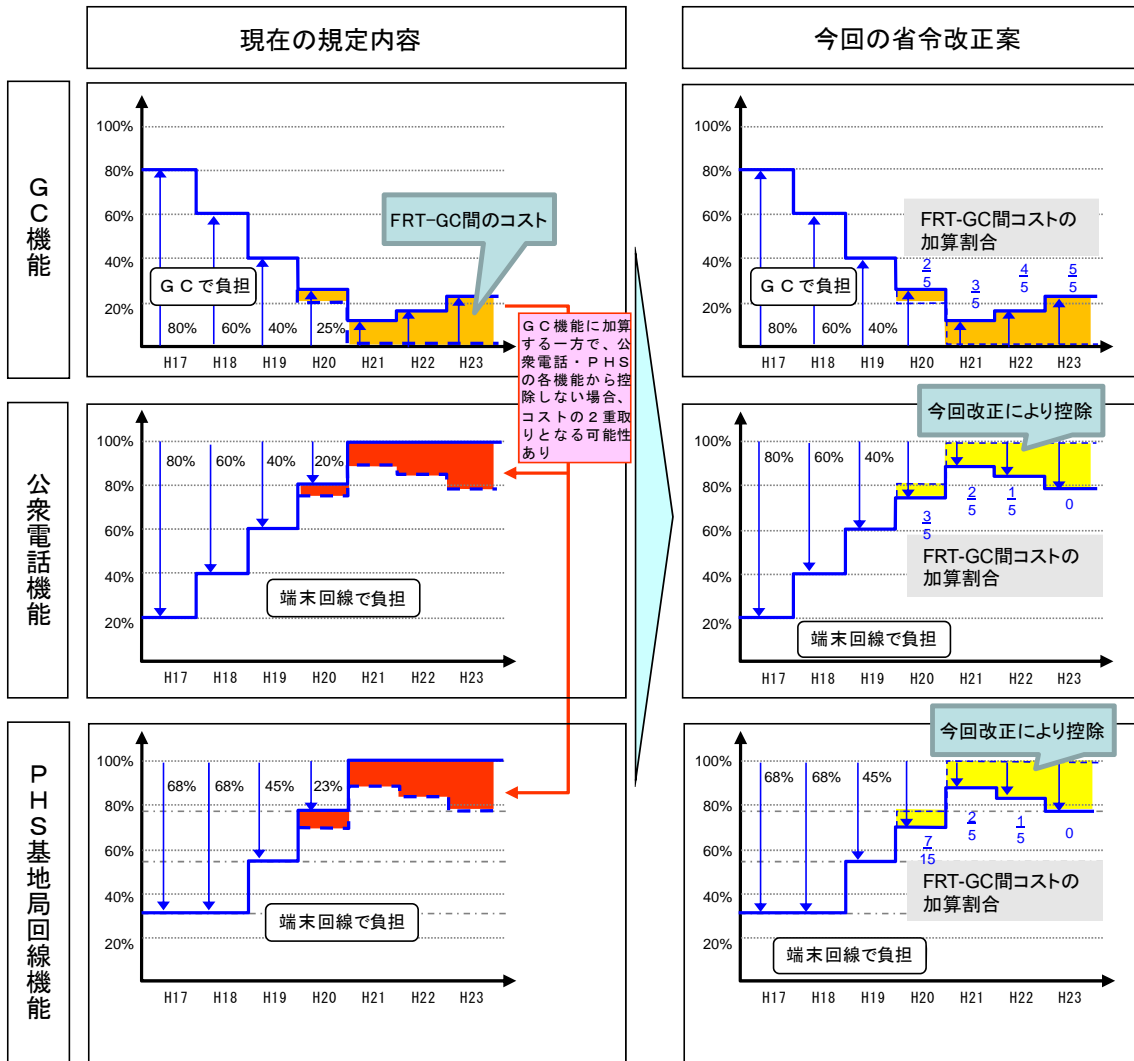 現在の規定内容
今回の省令改正案
GC機能
100%
80%
60%
40%
20%
FRT-GC間のコスト
GCで負担
80%
60%
40%
25%
H17
H18
H19
H20
H21
H22
H23
GC機能に加算
する一方で、公
衆電話・PHS
の各機能から控
除しない場合、
コストの2重取
りとなる可能性
あり
100%
80%
60%
40%
20%
FRT-GC間コストの
加算割合
2
5
3
5
4
5
5
5
GCで負担
80%
60%
40%
H17
H18
H19
H20
H21
H22
H23
公衆電話機能
100%
80%
60%
40%
20%
80%
60%
40%
20%
端末回線で負担
H17
H18
H19
H20
H21
H22
H23
今回改正により控除
100%
80%
60%
40%
20%
80%
60%
40%
3
5
2
5
1
5
0
FRT-GC間コストの
加算割合
端末回線で負担
H17
H18
H19
H20
H21
H22
H23
PHS基地局回線機能
100%
80%
60%
40%
20%
68%
68%
45%
23%
端末回線で負担
H17
H18
H19
H20
H21
H22
H23
今回改正により控除
100%
80%
60%
40%
20%
68%
68%
45%
7
15
2
5
1
5
0
FRT-GC間コストの
加算割合
端末回線で負担
H17
H18
H19
H20
H21
H22
H23